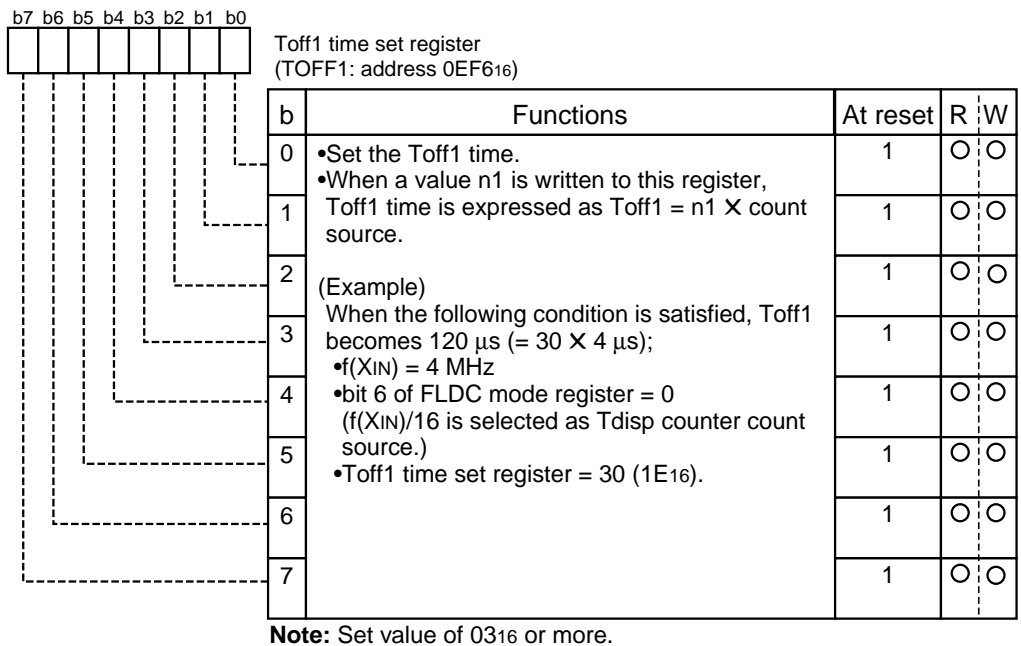 b7 b6 b5 b4 b3 b2 b1 b0
Toff1 time set register
(TOFF1: address 0EF616)
b Functions At reset R W
0 1 ○ ○
•Set the Toff1 time.
•When a value n1 is written to this register,
1 1 ○ ○
Toff1 time is expressed as Toff1 = n1 ✕ count
source.
2 1 ○ ○
(Example)
When the following condition is satisfied, Toff1
3 1 ○ ○
becomes 120 μs (= 30 ✕ 4 μs);
•f(XIN) = 4 MHz
4 1 ○ ○
•bit 6 of FLDC mode register = 0
(f(XIN)/16 is selected as Tdisp counter count
5 1 ○ ○
source.)
•Toff1 time set register = 30 (1E16).
6 1 ○ ○
7 1 ○ ○
Note: Set value of 0316 or more.